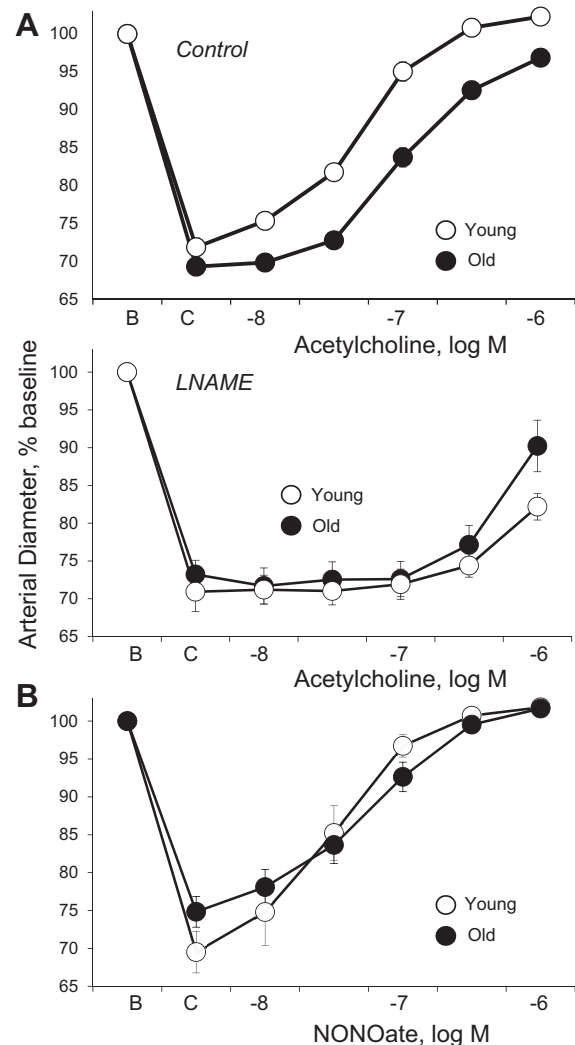 A
Control
100
95
90
85
80
75
70
65
Young
Old
B C -8 -7 -6
Acetylcholine, log M
Arterial Diameter, % baseline
LNAME
100
95
90
85
80
75
70
65
Young
Old
B C -8 -7 -6
Acetylcholine, log M
B
100
95
90
85
80
75
70
65
Young
Old
B C -8 -7 -6
NONOate, log M